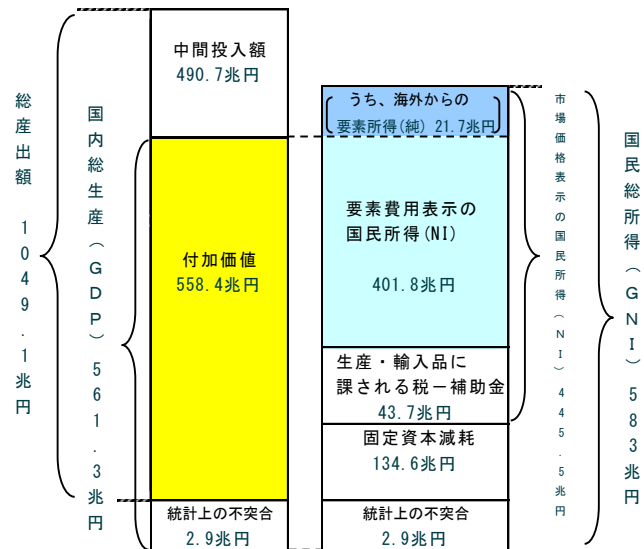 総産出額 1049.1兆円
国内総生産(GDP) 561.3兆円
中間投入額
490.7兆円
付加価値
558.4兆円
統計上の不突合
2.9兆円
うち、海外からの
要素所得(純) 21.7兆円
要素費用表示の
国民所得(NI)
401.8兆円
生産・輸入品に
課される税－補助金
43.7兆円
固定資本減耗
134.6兆円
統計上の不突合
2.9兆円
市場価格表示の国民所得(NI) 445.5兆円
国民総所得(GNI) 583兆円